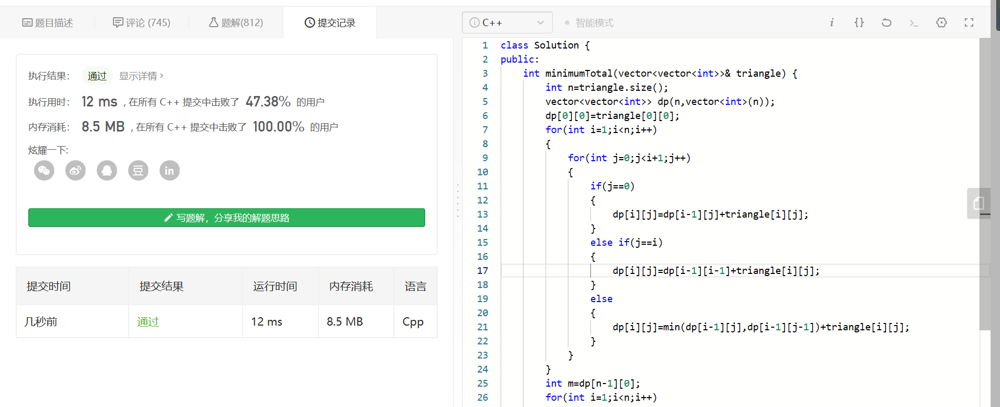 题目描述
评论 (745)
题解(812)
提交记录
执行结果：
通过
显示详情 >
执行用时：
12 ms , 在所有 C++ 提交中击败了 47.38% 的用户
内存消耗：
8.5 MB , 在所有 C++ 提交中击败了 100.00% 的用户
炫耀一下:
豆
in
写题解，分享我的解题思路
提交时间 提交结果 运行时间 内存消耗 语言
几秒前 通过 12 ms 8.5 MB Cpp
C++
智能模式
1 class Solution {
2 public:
3 int minimumTotal(vector<vector<int>>& triangle) {
4 int n=triangle.size();
5 vector<vector<int>> dp(n,vector<int>(n));
6 dp[0][0]=triangle[0][0];
7 for(int i=1;i<n;i++)
8 {
9 for(int j=0;j<i+1;j++)
10 {
11 if(j==0)
12 {
13 dp[i][j]=dp[i-1][j]+triangle[i][j];
14 }
15 else if(j==i)
16 {
17 dp[i][j]=dp[i-1][i-1]+triangle[i][j];
18 }
19 else
20 {
21 dp[i][j]=min(dp[i-1][j],dp[i-1][j-1])+triangle[i][j];
22 }
23 }
24 }
25 int m=dp[n-1][0];
26 for(int i=1;i<n;i++)